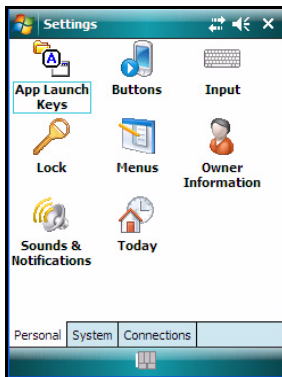 Settings
App Launch
Keys
Buttons
Input
Lock
Menus
Owner
Information
Sounds &
Notifications
Today
Personal System Connections